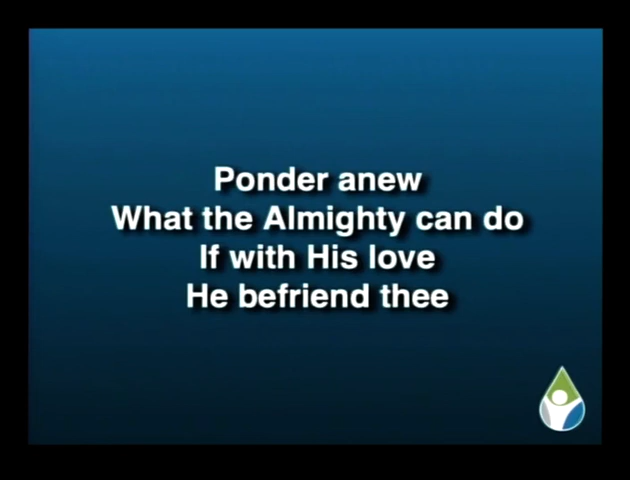 Ponder anew
What the Almighty can do
If with His love
He befriend thee